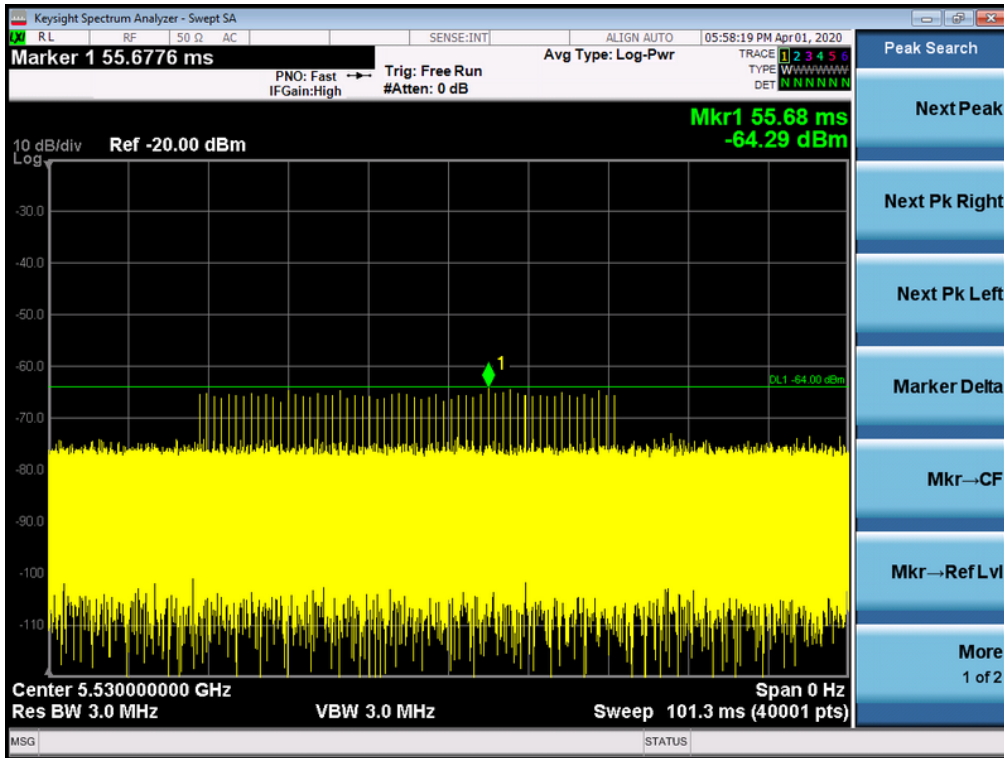 Keysight Spectrum Analyzer - Swept SA
LXI RL RF 50 Ω AC SENSE:INT ALIGN AUTO 05:58:19 PM Apr 01, 2020
Marker 1 55.6776 ms
PNO: Fast
IFGain:High
Trig: Free Run
#Atten: 0 dB
Avg Type: Log-Pwr
TRACE 1 2 3 4 5 6
TYPE WWWWWW
DET N N N N N N
Mkr1 55.68 ms
-64.29 dBm
10 dB/div Ref -20.00 dBm
Log
-30.0
-40.0
-50.0
-60.0
-70.0
-80.0
-90.0
-100
-110
1
DL1 -64.00 dBm
Center 5.530000000 GHz Span 0 Hz
Res BW 3.0 MHz VBW 3.0 MHz Sweep 101.3 ms (40001 pts)
MSG STATUS
Peak Search
Next Peak
Next Pk Right
Next Pk Left
Marker Delta
Mkr→CF
Mkr→Ref Lvl
More
1 of 2